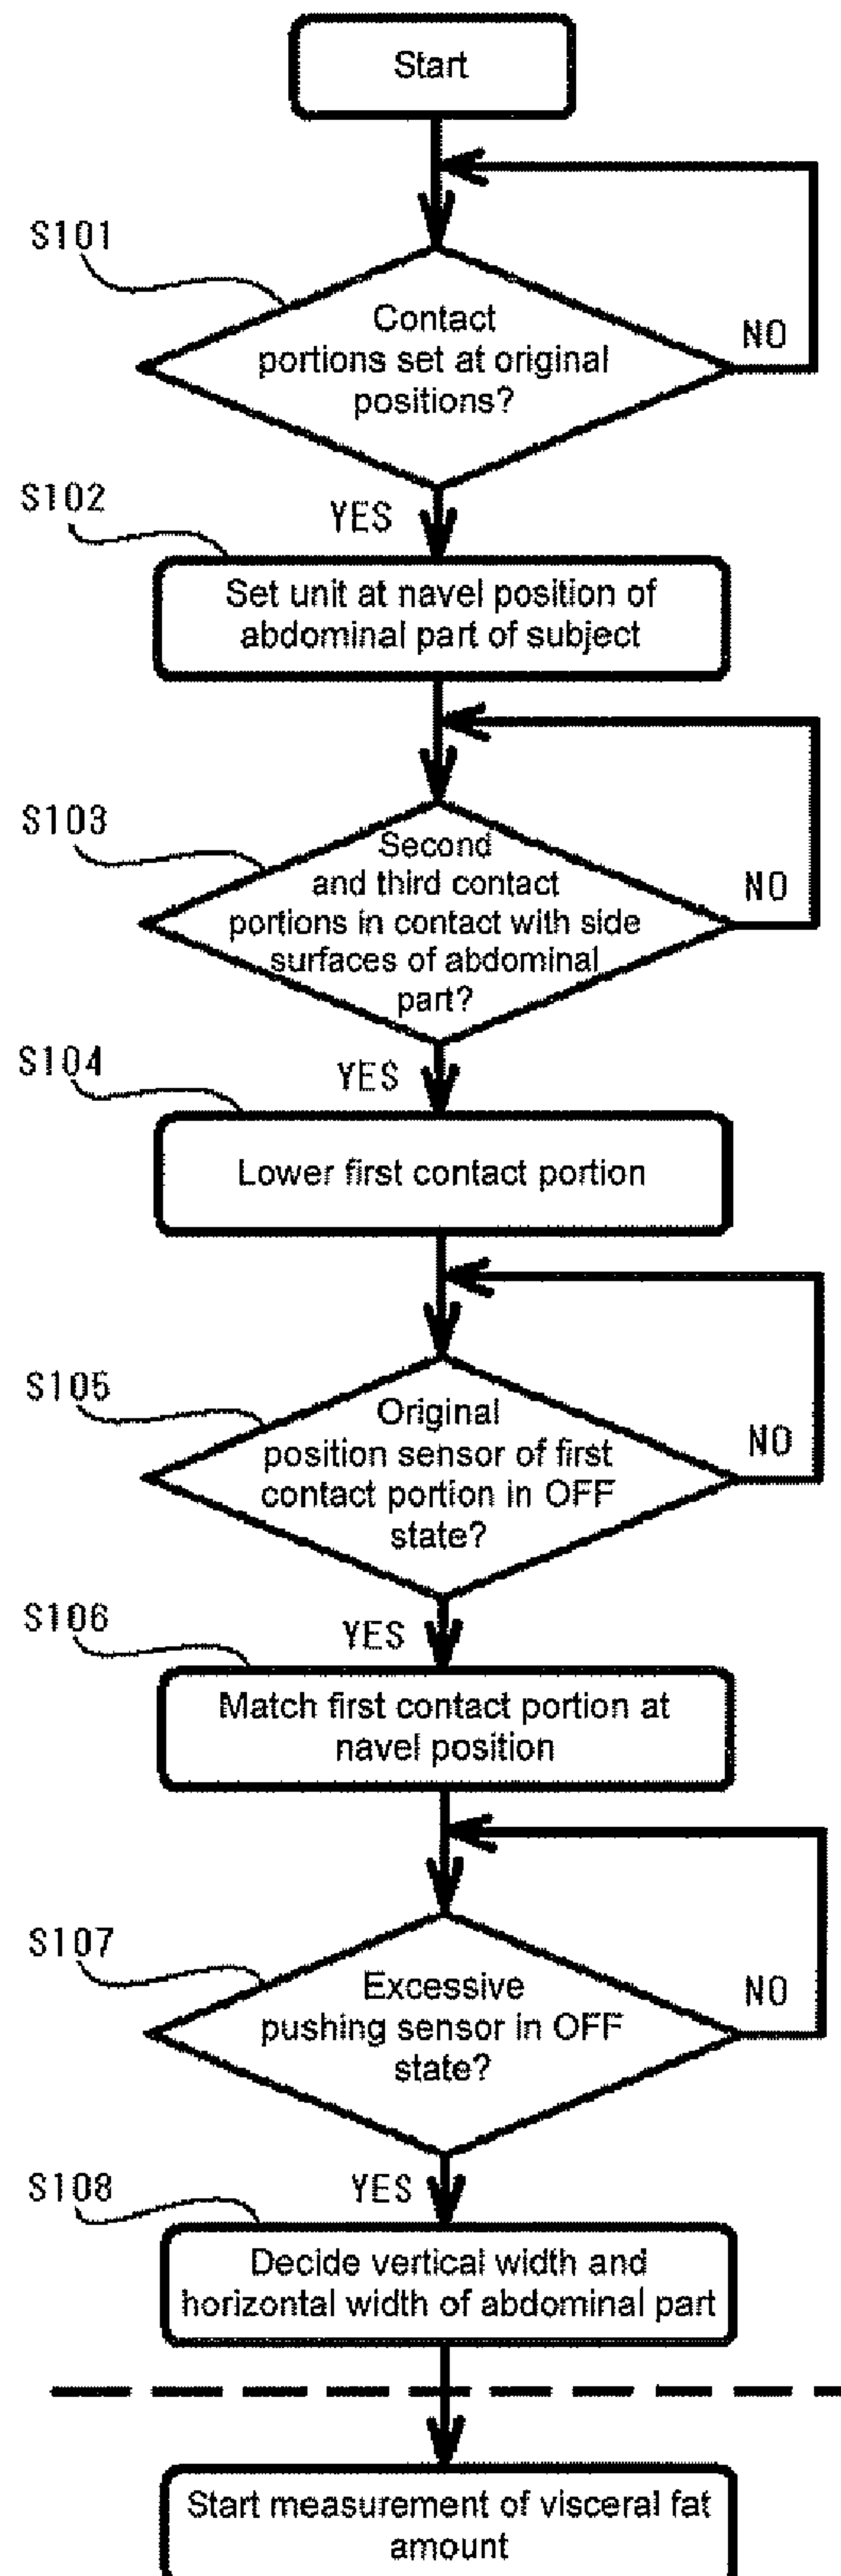 Start
S101
Contact
portions set at original
positions?
NO
YES
S102
Set unit at navel position of
abdominal part of subject
S103
Second
and third contact
portions in contact with side
surfaces of abdominal
part?
NO
YES
S104
Lower first contact portion
S105
Original
position sensor of first
contact portion in OFF
state?
NO
YES
S106
Match first contact portion at
navel position
S107
Excessive
pushing sensor in OFF
state?
NO
YES
S108
Decide vertical width and
horizontal width of abdominal part
Start measurement of visceral fat
amount